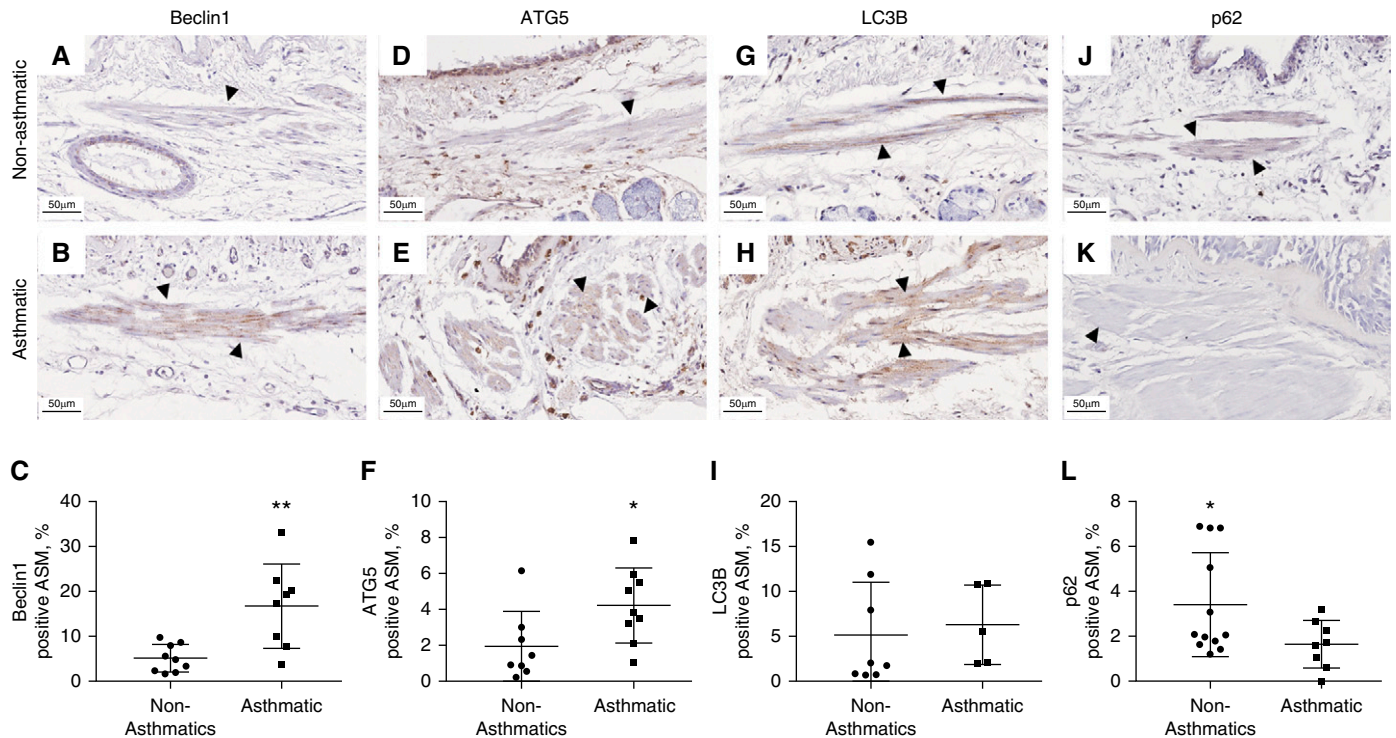 Beclin1
ATG5
LC3B
p62
Non-asthmatic
A
D
G
J
50μm
50μm
50μm
50μm
Asthmatic
B
E
H
K
50μm
50μm
50μm
50μm
C
Beclin1
positive ASM, %
40
30
20
10
0
**
Non-
Asthmatics
Asthmatic
F
ATG5
positive ASM, %
10
8
6
4
2
0
*
Non-
Asthmatics
Asthmatic
I
LC3B
positive ASM, %
20
15
10
5
0
Non-
Asthmatics
Asthmatic
L
p62
positive ASM, %
8
6
4
2
0
*
Non-
Asthmatics
Asthmatic